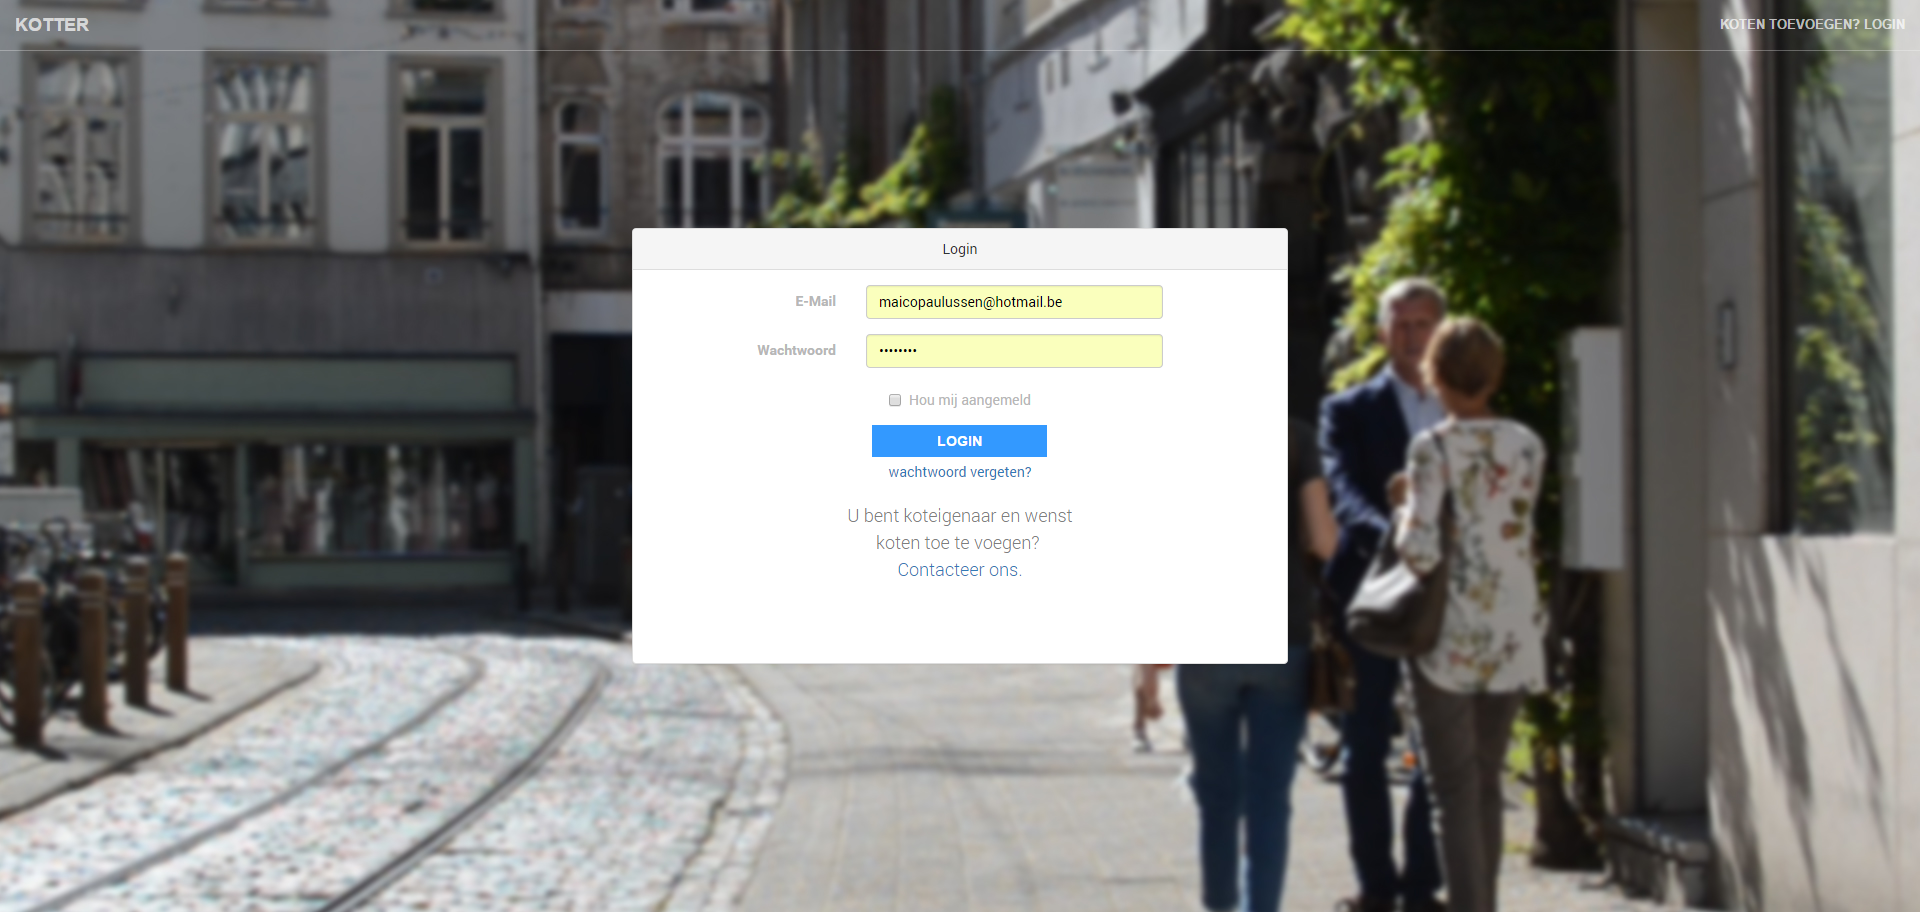 KOTTER
KOTEN TOEVOEGEN? LOGIN
Login
E-Mail
maicopaulussen@hotmail.be
Wachtwoord
••••••••
Hou mij aangemeld
LOGIN
wachtwoord vergeten?
U bent koteigenaar en wenst
koten toe te voegen?
Contacteer ons.